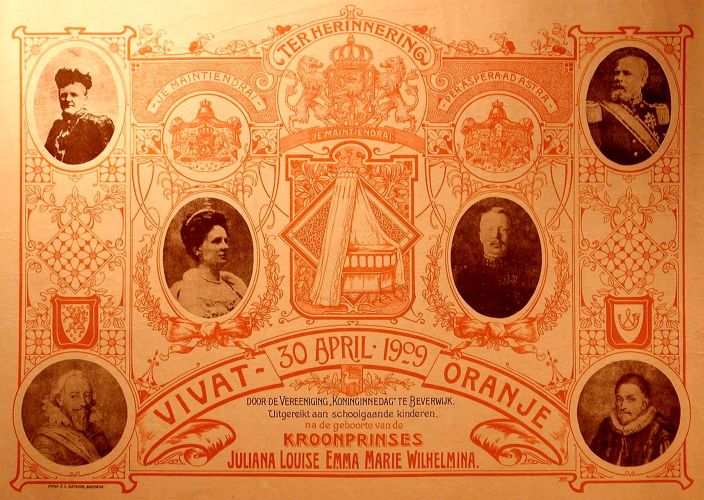 TER HERINNERING
JE MAINTIENDRAI
PER ASPERA AD ASTRA
JE MAINTIENDRAI
30 APRIL · 1909
VIVAT - ORANJE
DOOR DE VEREENIGING „KONINGINNEDAG" TE BEVERWIJK.
Uitgereikt aan schoolgaande kinderen,
na de geboorte van de
KROONPRINSES
JULIANA LOUISE EMMA MARIE WILHELMINA.